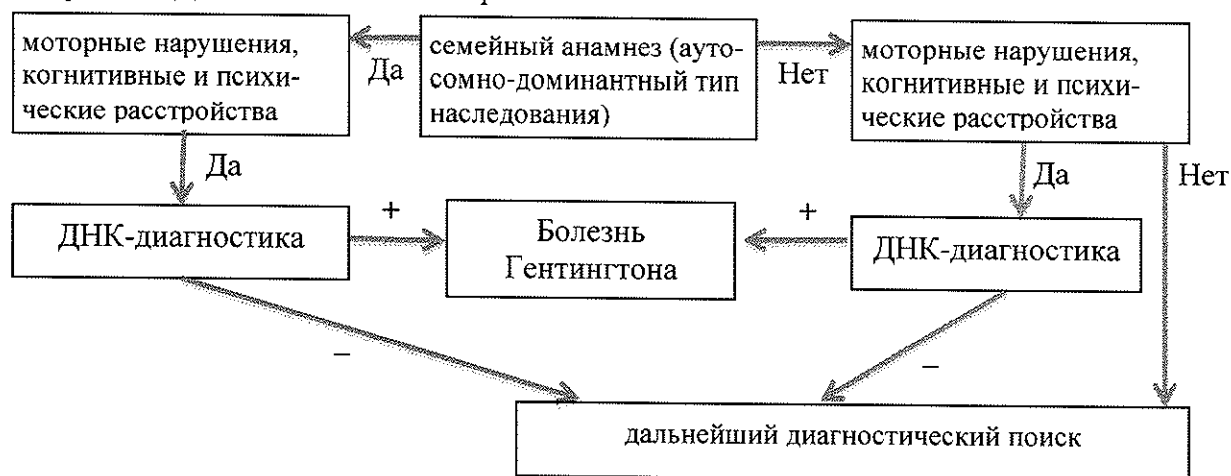 моторные нарушения,
когнитивные и психи-
ческие расстройства
Да
семейный анамнез (ауто-
сомно-доминантный тип
наследования)
Нет
моторные нарушения,
когнитивные и психи-
ческие расстройства
Да
Да
Нет
ДНК-диагностика
+
Болезнь
Гентингтона
+
ДНК-диагностика
–
–
дальнейший диагностический поиск